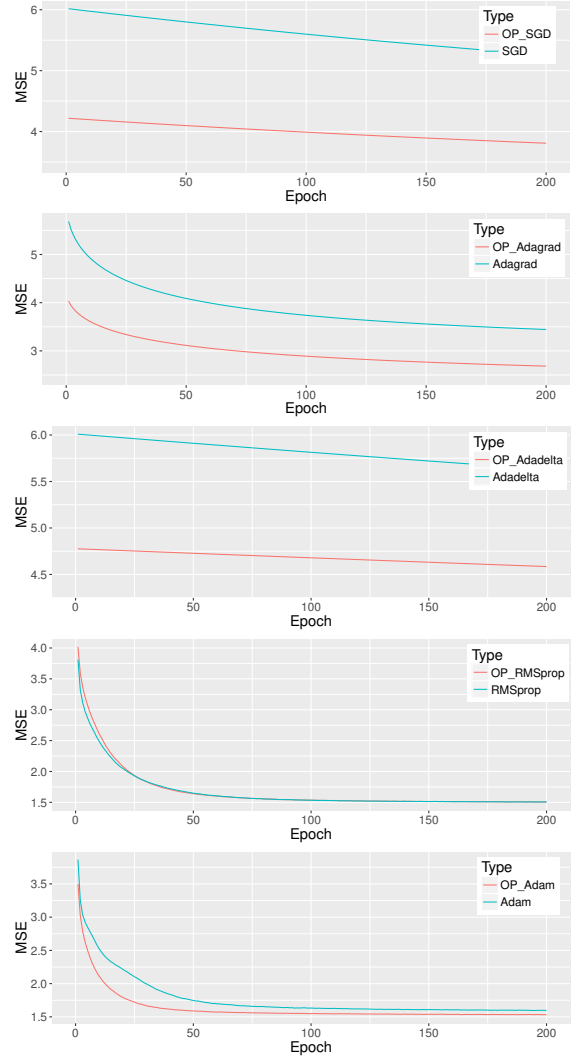 6
5
4
MSE
Type
OP_SGD
SGD
0 50 100 150 200
Epoch
5
4
3
MSE
Type
OP_Adagrad
Adagrad
0 50 100 150 200
Epoch
6.0
5.5
5.0
4.5
MSE
Type
OP_Adadelta
Adadelta
0 50 100 150 200
Epoch
4.0
3.5
3.0
2.5
2.0
1.5
MSE
Type
OP_RMSprop
RMSprop
0 50 100 150 200
Epoch
3.5
3.0
2.5
2.0
1.5
MSE
Type
OP_Adam
Adam
0 50 100 150 200
Epoch